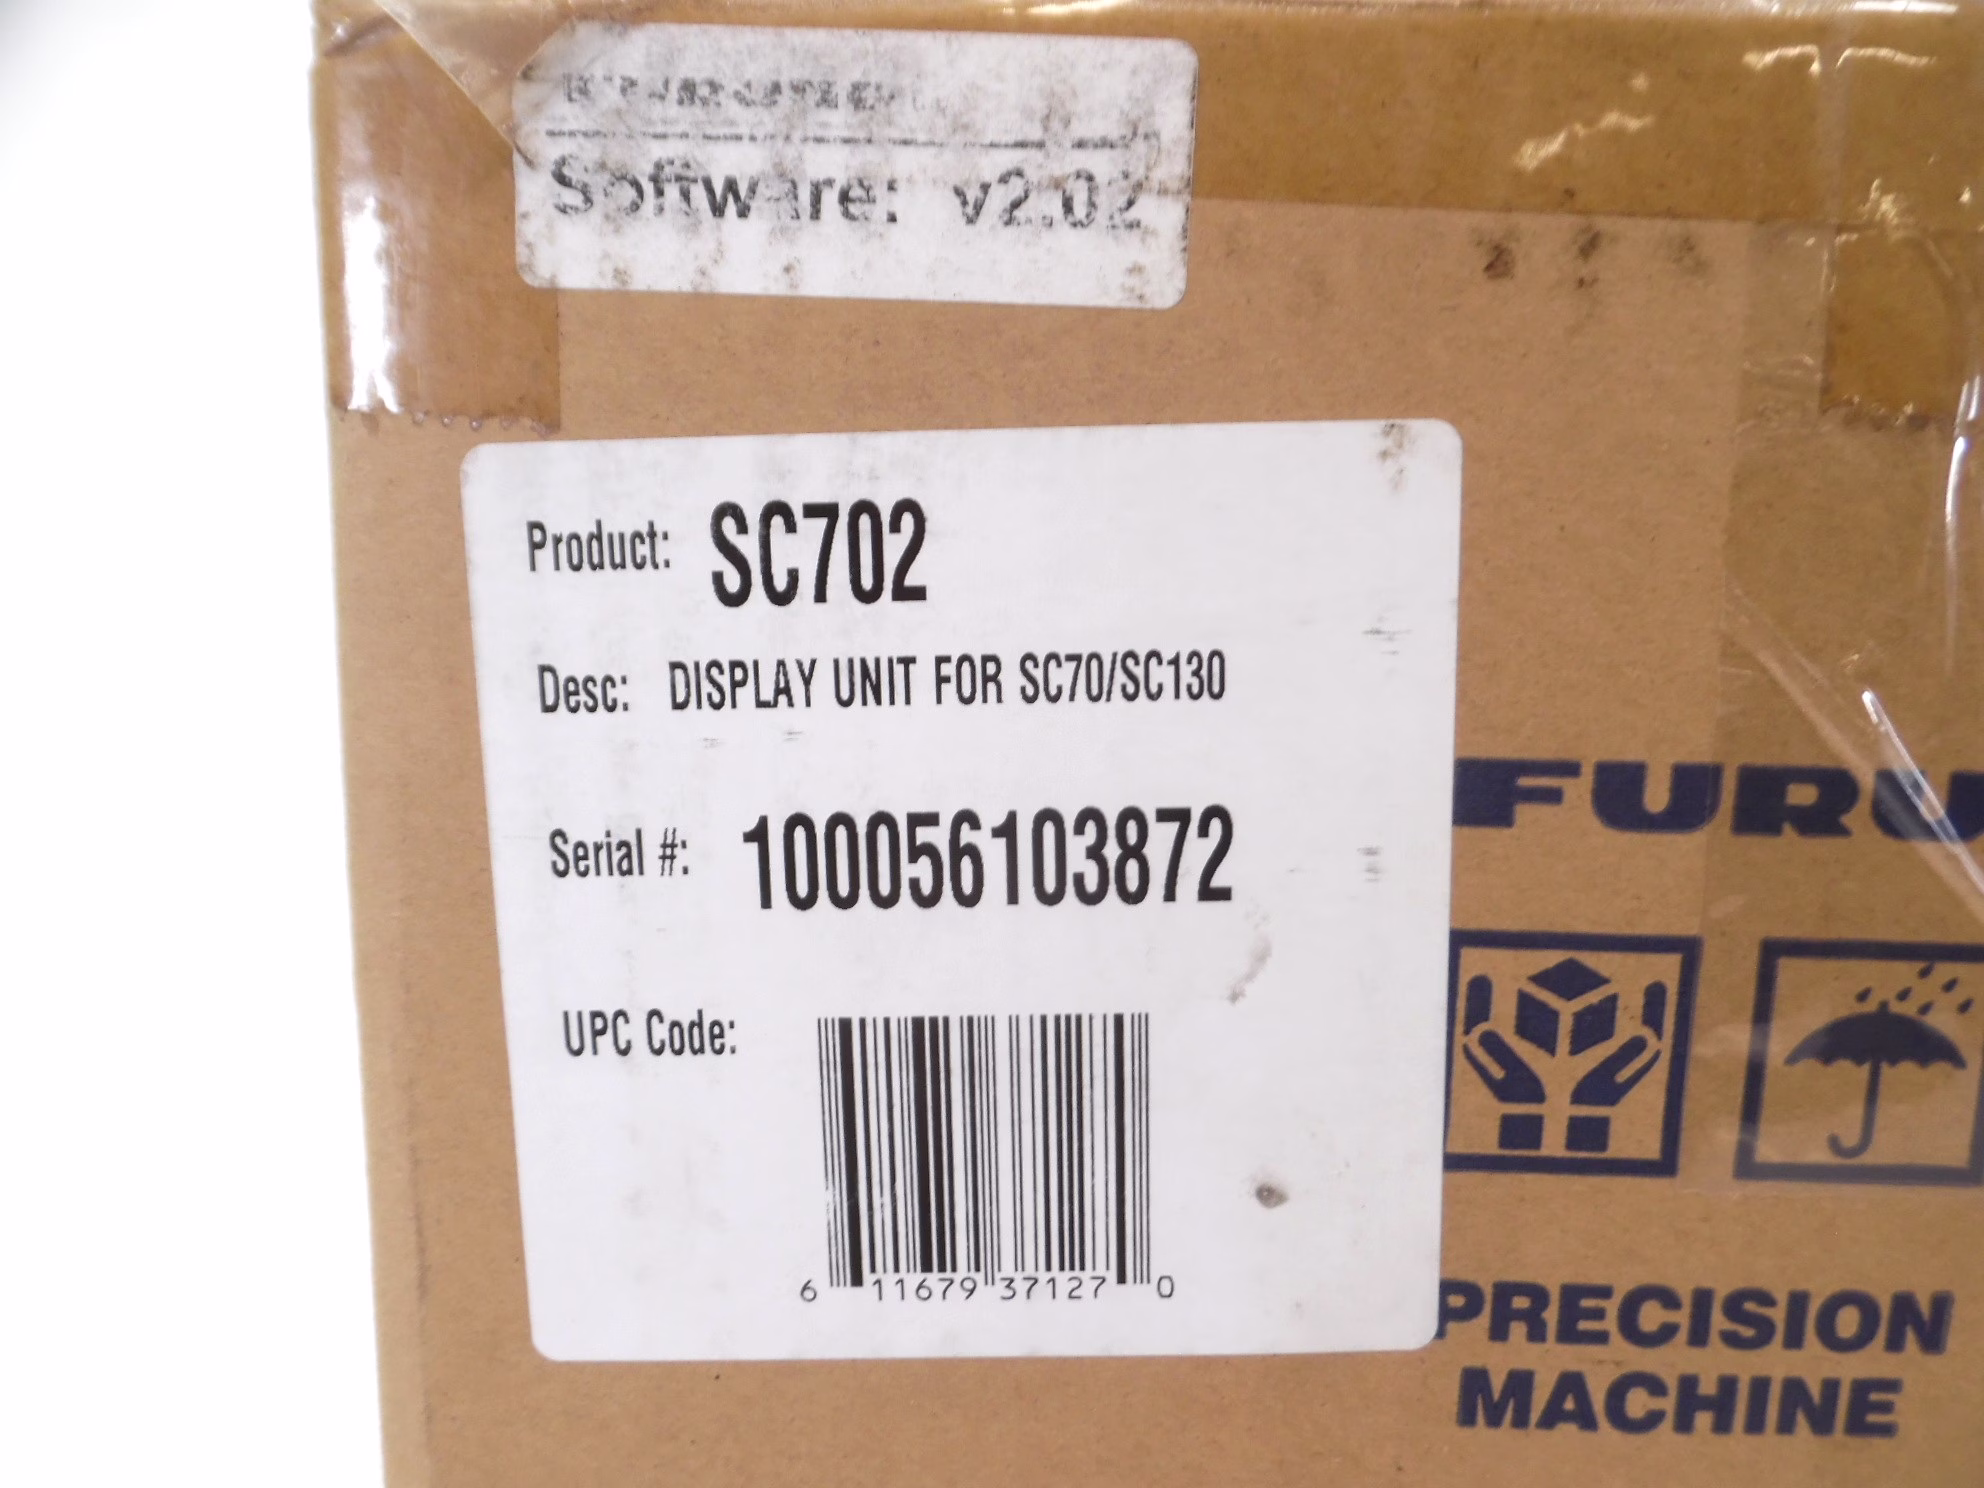 Software: v2.02
Product: SC702
Desc: DISPLAY UNIT FOR SC70/SC130
Serial #: 100056103872
UPC Code:
6 11679 37127 0
FURU
PRECISION
MACHINE